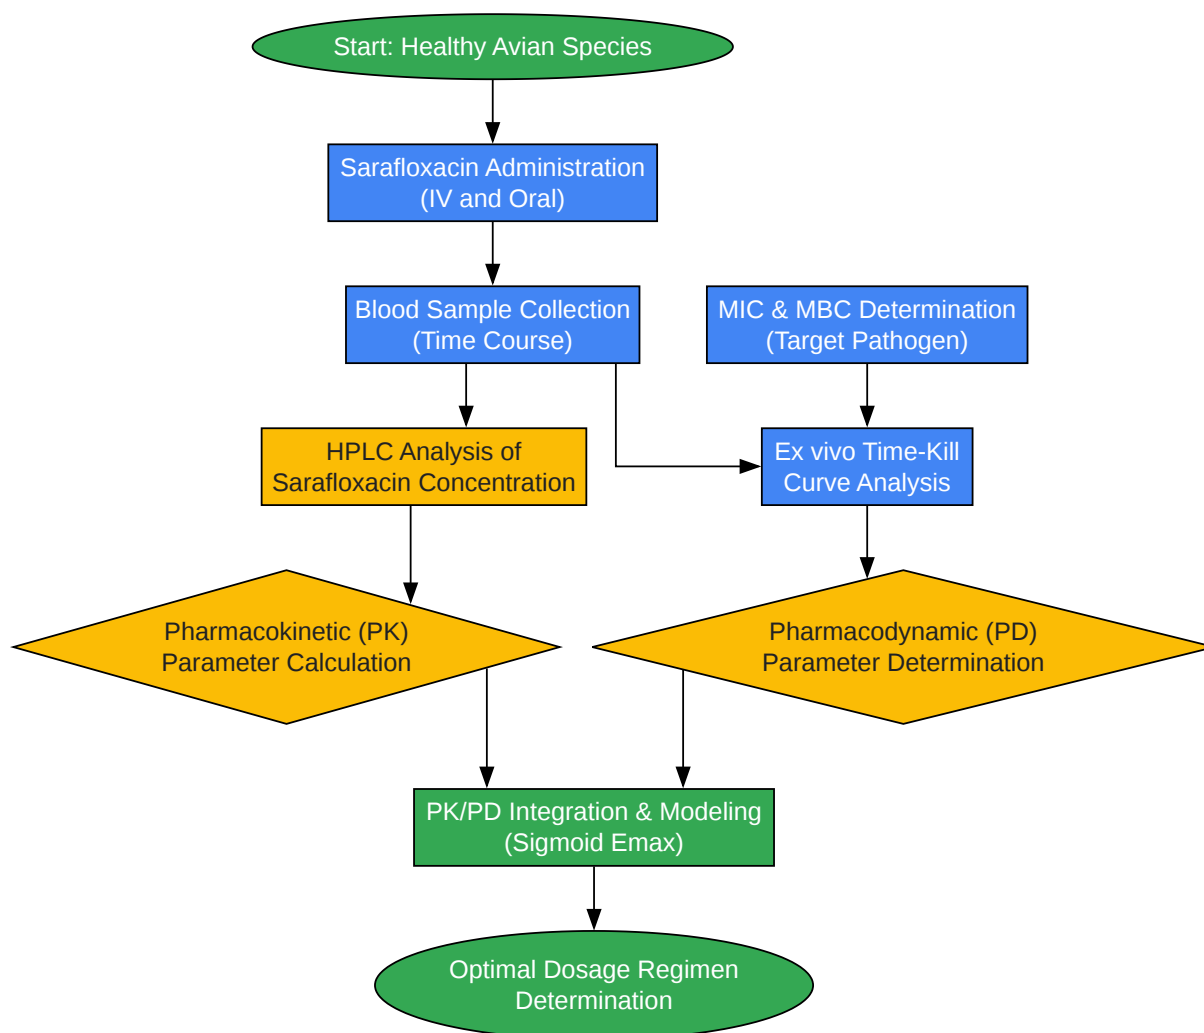 Start: Healthy Avian Species
Sarafloxacin Administration
(IV and Oral)
Blood Sample Collection
(Time Course)
MIC & MBC Determination
(Target Pathogen)
HPLC Analysis of
Sarafloxacin Concentration
Ex vivo Time-Kill
Curve Analysis
Pharmacokinetic (PK)
Parameter Calculation
Pharmacodynamic (PD)
Parameter Determination
PK/PD Integration & Modeling
(Sigmoid Emax)
Optimal Dosage Regimen
Determination